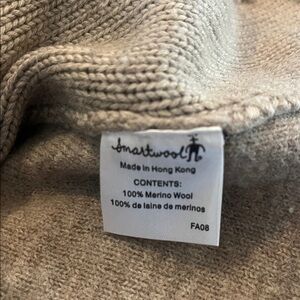 Smartwool
Made in Hong Kong
CONTENTS:
100% Merino Wool
100% de laine de merinos
FA08